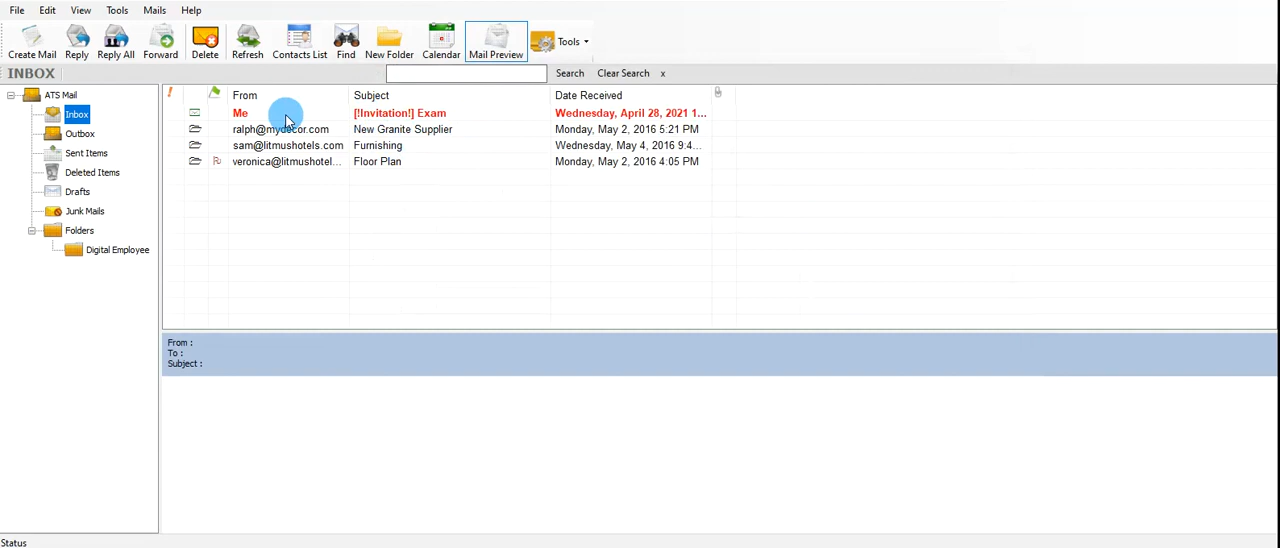 File Edit View Tools Mails Help
Create Mail Reply Reply All Forward Delete Refresh Contacts List Find New Folder Calendar Mail Preview Tools
INBOX Search Clear Search x
ATS Mail
Inbox
Outbox
Sent Items
Deleted Items
Drafts
Junk Mails
Folders
Digital Employee
! From Subject Date Received
Me [!Invitation!] Exam Wednesday, April 28, 2021 1...
ralph@mydecor.com New Granite Supplier Monday, May 2, 2016 5:21 PM
sam@litmushotels.com Furnishing Wednesday, May 4, 2016 9:4...
veronica@litmushotel... Floor Plan Monday, May 2, 2016 4:05 PM
From :
To :
Subject :
Status